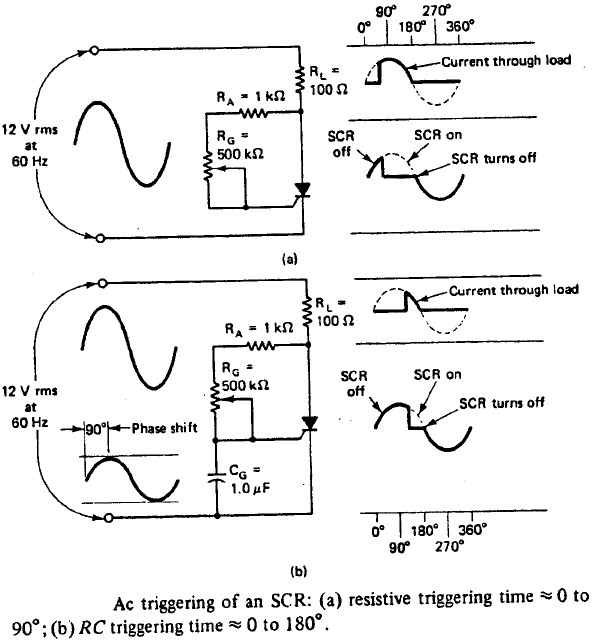 90° 270°
0° 180° 360°
12 V rms
at
60 Hz
R_L =
100 Ω
R_A = 1 kΩ
R_G =
500 kΩ
Current through load
SCR
off
SCR on
SCR turns off
(a)
12 V rms
at
60 Hz
90°
Phase shift
R_L =
100 Ω
R_A = 1 kΩ
R_G =
500 kΩ
C_G =
1.0 μF
Current through load
SCR
off
SCR on
SCR turns off
0° 180° 360°
90° 270°
(b)
Ac triggering of an SCR: (a) resistive triggering time ≈ 0 to
90°; (b) RC triggering time ≈ 0 to 180°.